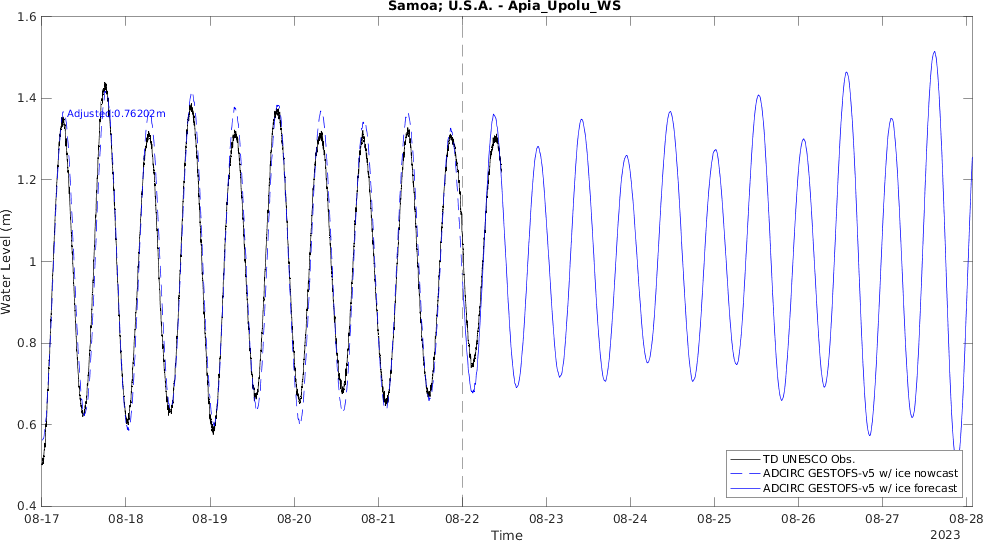 Samoa; U.S.A. - Apia_Upolu_WS
1.6
1.4
1.2
1
0.8
0.6
0.4
Water Level (m)
Adjusted:0.76202m
TD UNESCO Obs.
ADCIRC GESTOFS-v5 w/ ice nowcast
ADCIRC GESTOFS-v5 w/ ice forecast
08-17 08-18 08-19 08-20 08-21 08-22 08-23 08-24 08-25 08-26 08-27 08-28
Time
2023